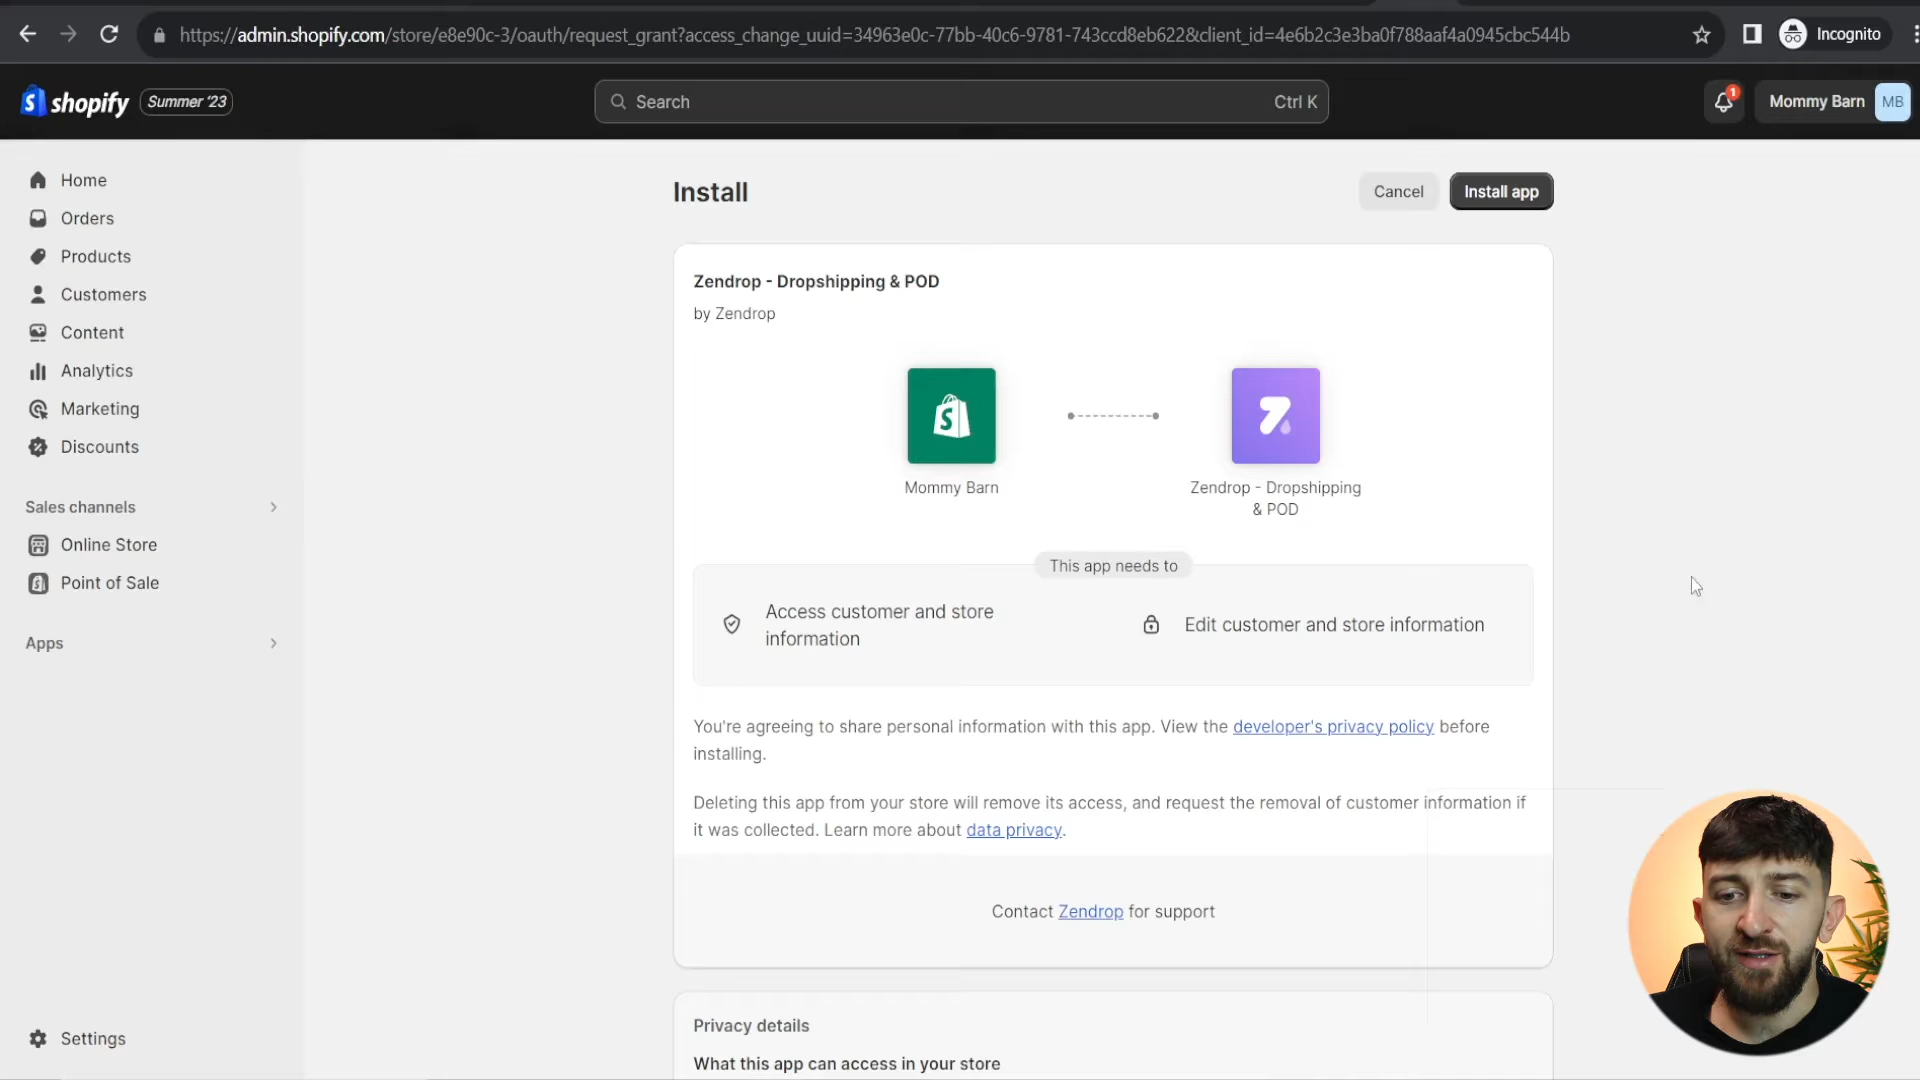 https://admin.shopify.com/store/e8e90c-3/oauth/request_grant?access_change_uuid=34963e0c-77bb-40c6-9781-743ccd8eb622&client_id=4e6b2c3e3ba0f788aaf4a0945cbc544b
Incognito
shopify
Summer '23
Search
Ctrl K
1
Mommy Barn
MB
Home
Orders
Products
Customers
Content
Analytics
Marketing
Discounts
Sales channels
Online Store
Point of Sale
Apps
Settings
Install
Cancel
Install app
Zendrop - Dropshipping & POD
by Zendrop
Mommy Barn
Zendrop - Dropshipping
& POD
This app needs to
Access customer and store
information
Edit customer and store information
You're agreeing to share personal information with this app. View the developer's privacy policy before
installing.
Deleting this app from your store will remove its access, and request the removal of customer information if
it was collected. Learn more about data privacy.
Contact Zendrop for support
Privacy details
What this app can access in your store